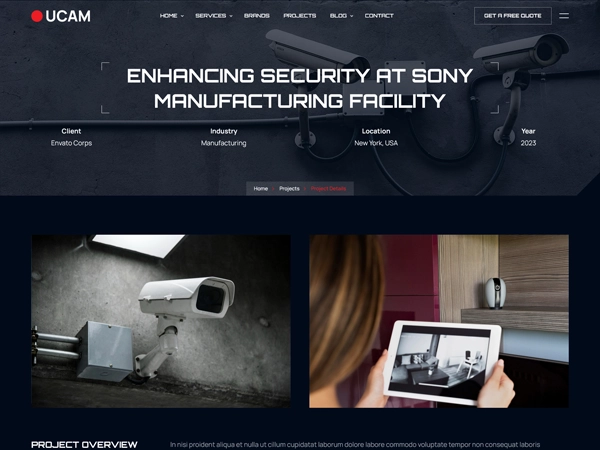 UCAM
HOME SERVICES BRANDS PROJECTS BLOG CONTACT
GET A FREE QUOTE
ENHANCING SECURITY AT SONY
MANUFACTURING FACILITY
Client Industry Location Year
Envato Corps Manufacturing New York, USA 2023
Home Projects Project Details
PROJECT OVERVIEW In nisi proident aliqua et nulla ut cillum cupidatat laborum dolore labore commodo voluptate tempor non consequat laboris